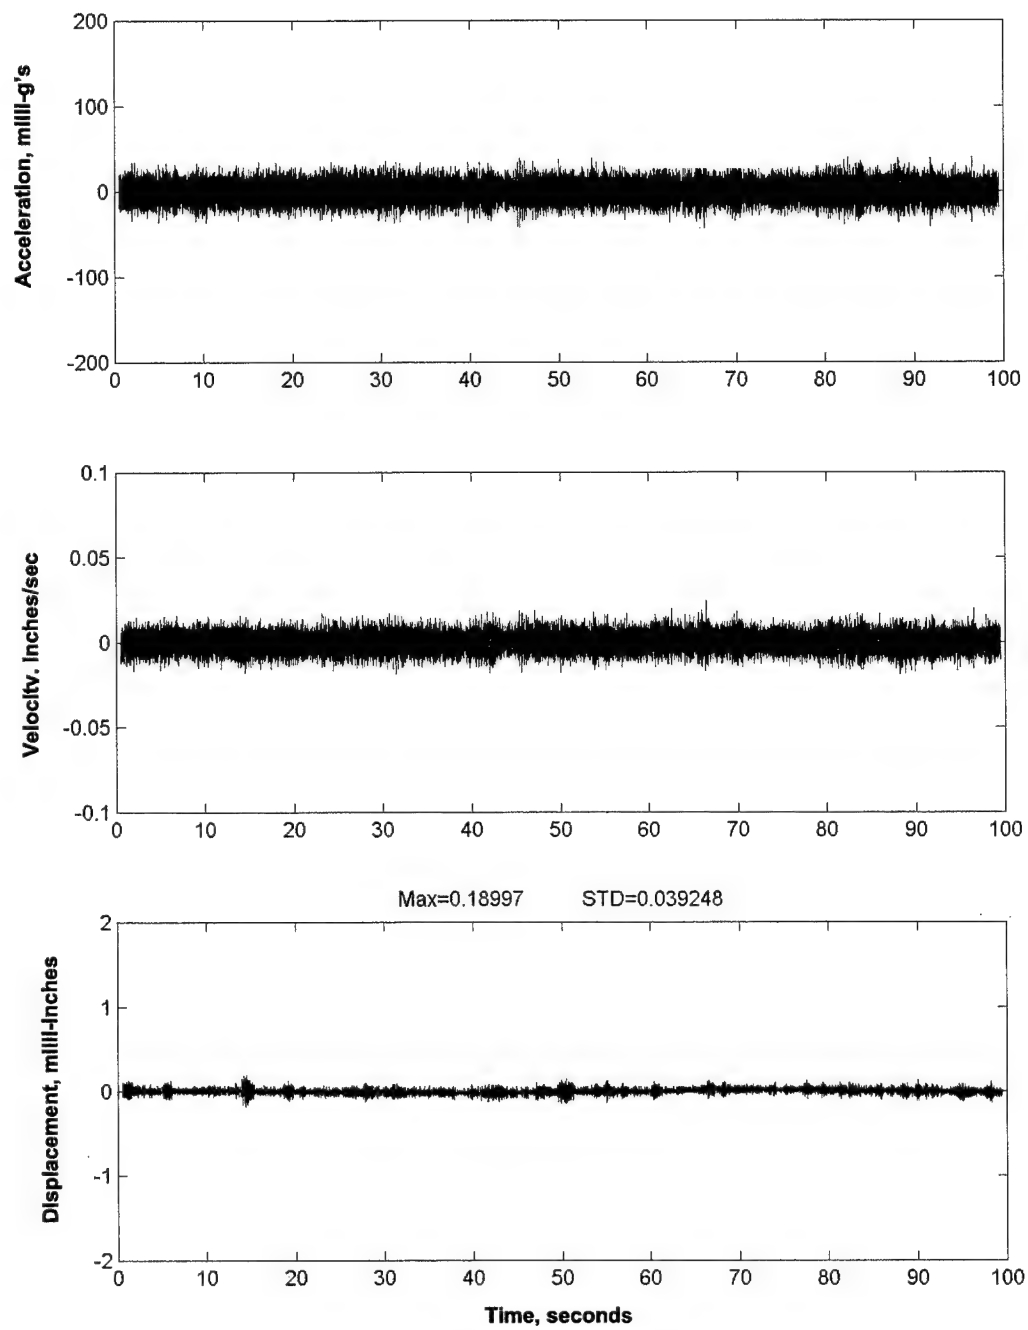 Acceleration, milli-g's
200
100
0
-100
-200
0 10 20 30 40 50 60 70 80 90 100
Velocity. Inches/sec
0.1
0.05
0
-0.05
-0.1
0 10 20 30 40 50 60 70 80 90 100
Max=0.18997 STD=0.039248
Displacement, milli-Inches
2
1
0
-1
-2
0 10 20 30 40 50 60 70 80 90 100
Time, seconds